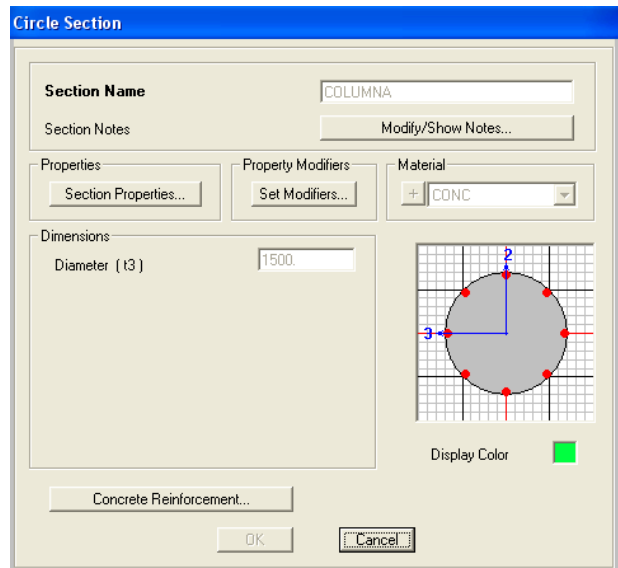 Circle Section
Section Name COLUMNA
Section Notes Modify/Show Notes...
Properties Property Modifiers Material
Section Properties... Set Modifiers... + CONC
Dimensions
Diameter ( t3 ) 1500.
2
3
Display Color
Concrete Reinforcement...
OK Cancel